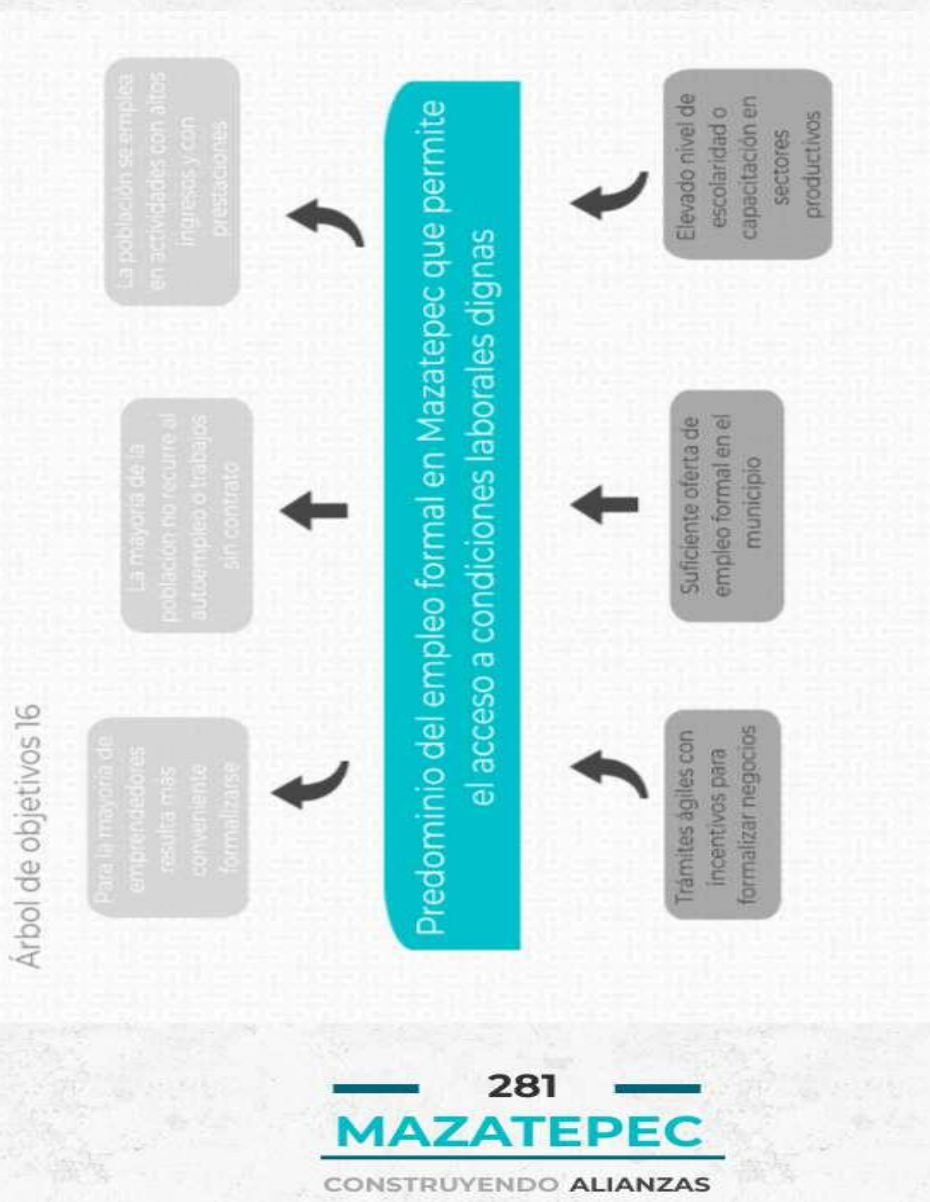 Árbol de objetivos 16
Para la mayoría de
emprendedores
resulta más
conveniente
formalizase
La mayoría de la
población no recurre al
autoempleo o trabajos
sin contrato
La población se emplea
en actividades con altos
ingresos y con
prestaciones
Predominio del empleo formal en Mazatepec que permite
el acceso a condiciones laborales dignas
Trámites ágiles con
incentivos para
formalizar negocios
Suficiente oferta de
empleo formal en el
municipio
Elevado nivel de
escolaridad o
capacitación en
sectores
productivos
281
MAZATEPEC
CONSTRUYENDO ALIANZAS